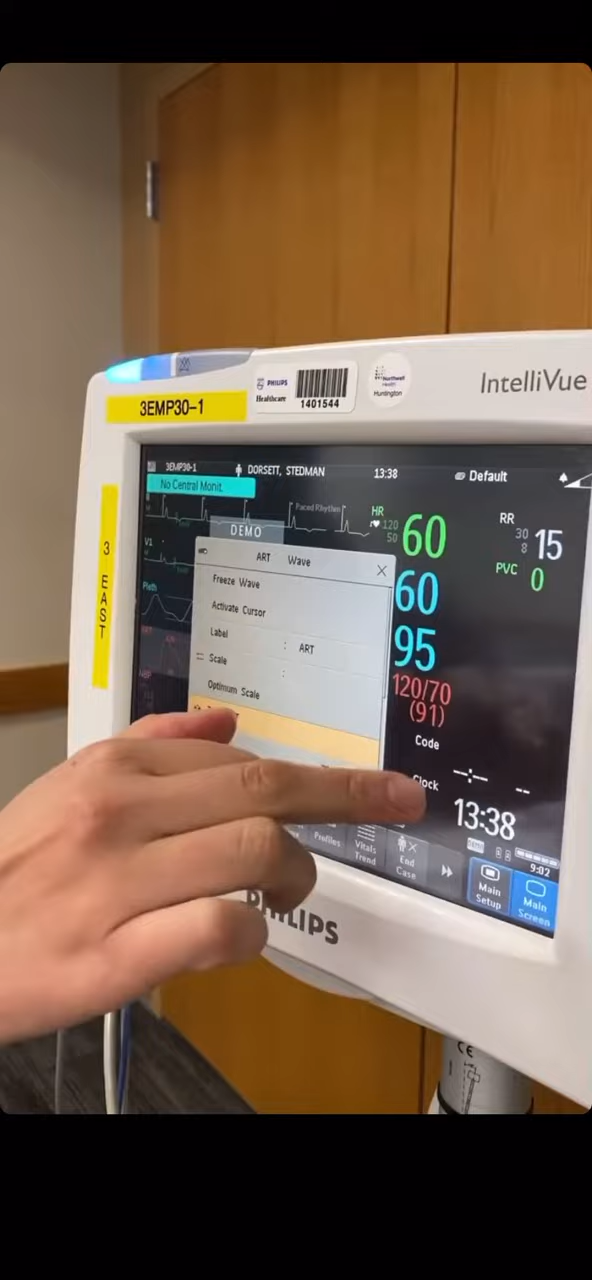 IntelliVue
PHILIPS
Healthcare
1401544
Northwell
Health
Huntington
3EMP30-1
3 EAST
3EMP30-1
DORSETT, STEDMAN
13:38
Default
No Central Monit.
Paced Rhythm
DEMO
HR
120
50
60
RR
30
8
15
PVC
0
V1
Pleth
60
95
120/70
(91)
ART Wave
Freeze Wave
Activate Cursor
Label : ART
Scale :
Optimum Scale
Code
-:- --
Clock
13:38
9:02
Profiles
Vitals
Trend
End
Case
Main
Setup
Main
Screen
PHILIPS
CE